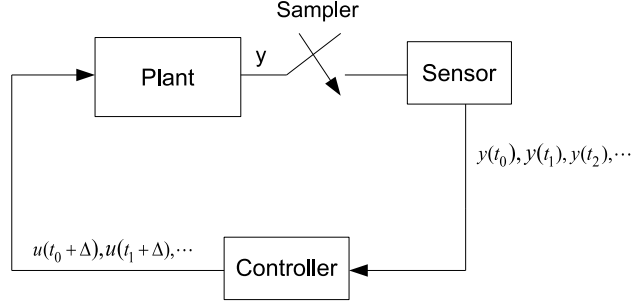 Sampler
Plant
y
Sensor
y(t₀), y(t₁), y(t₂),⋯
u(t₀ + Δ), u(t₁ + Δ),⋯
Controller